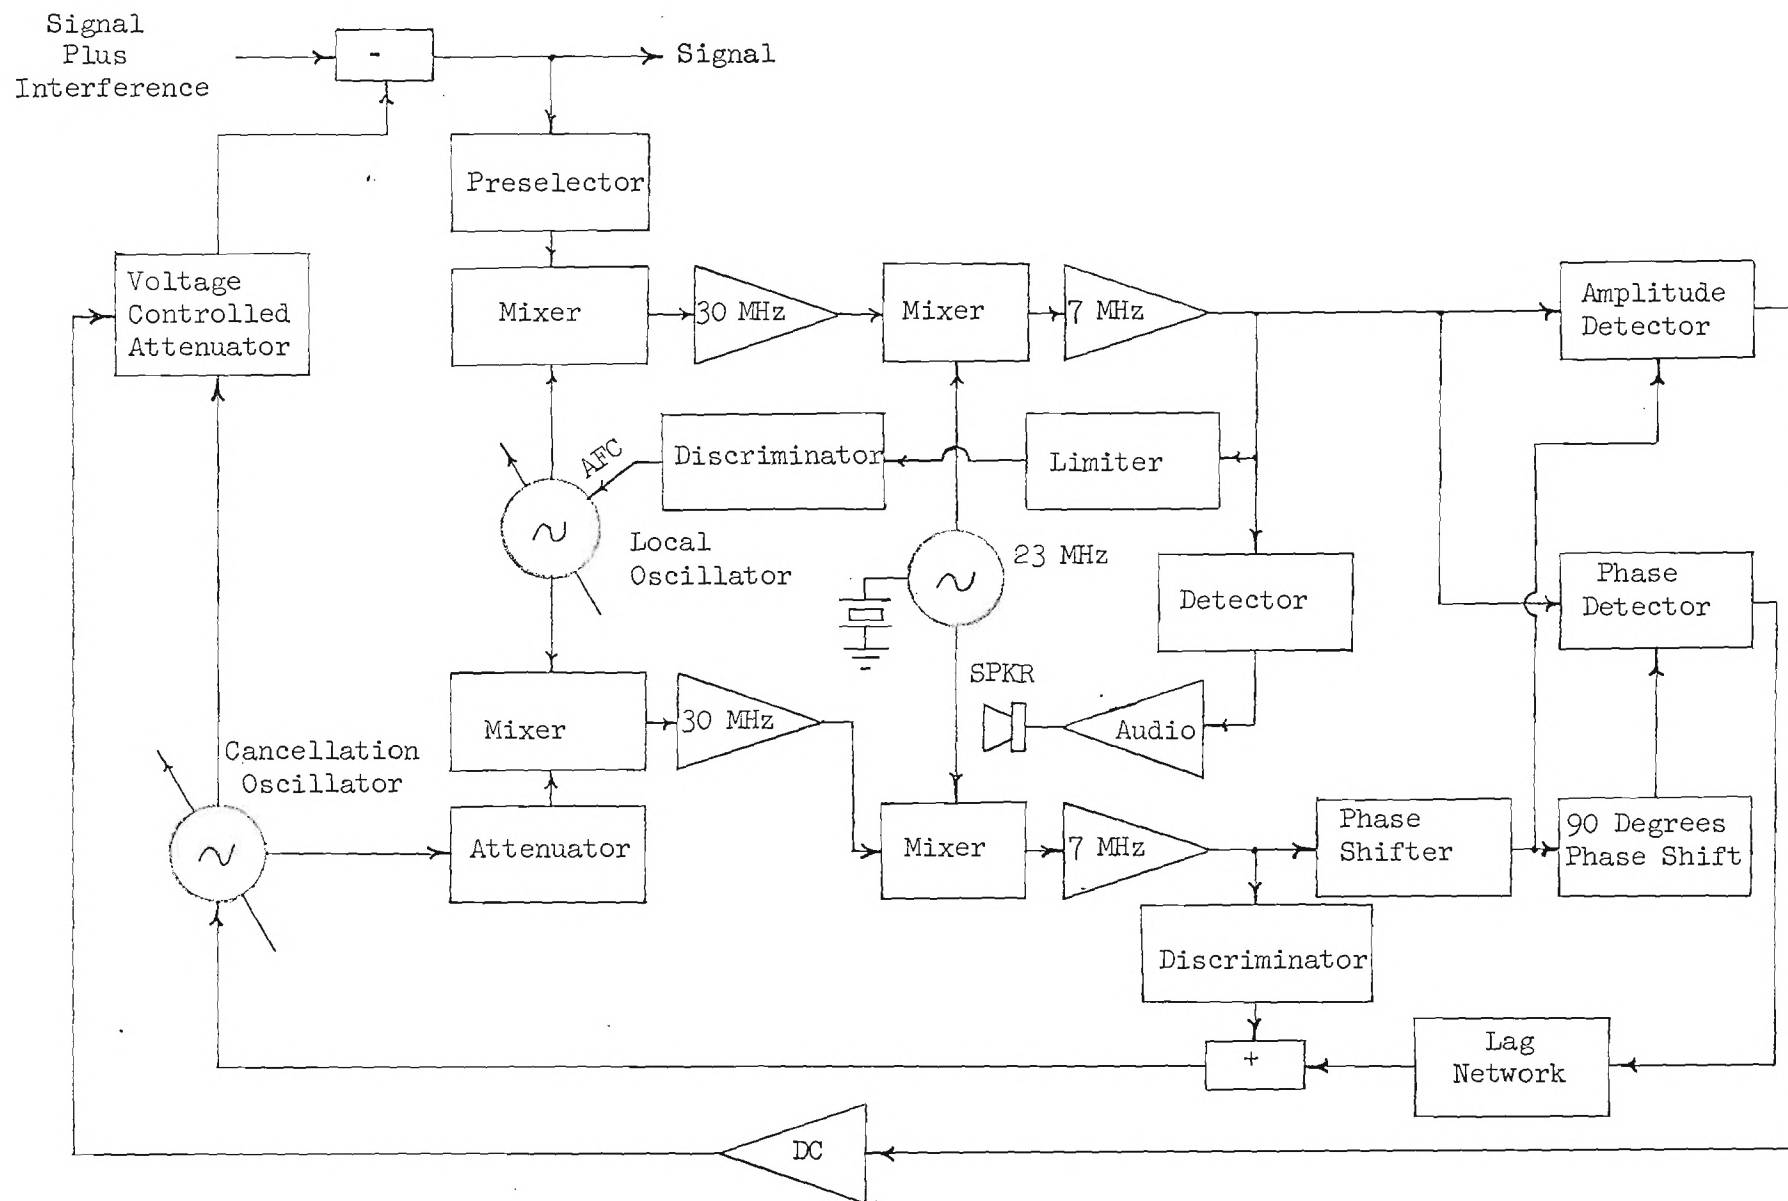 Signal
Plus
Interference
-
Signal
Preselector
Voltage
Controlled
Attenuator
Mixer
30 MHz
Mixer
7 MHz
Amplitude
Detector
AFC
Discriminator
Limiter
Local
Oscillator
23 MHz
Detector
Phase
Detector
SPKR
Mixer
30 MHz
Audio
Cancellation
Oscillator
Attenuator
Mixer
7 MHz
Phase
Shifter
90 Degrees
Phase Shift
Discriminator
+
Lag
Network
DC